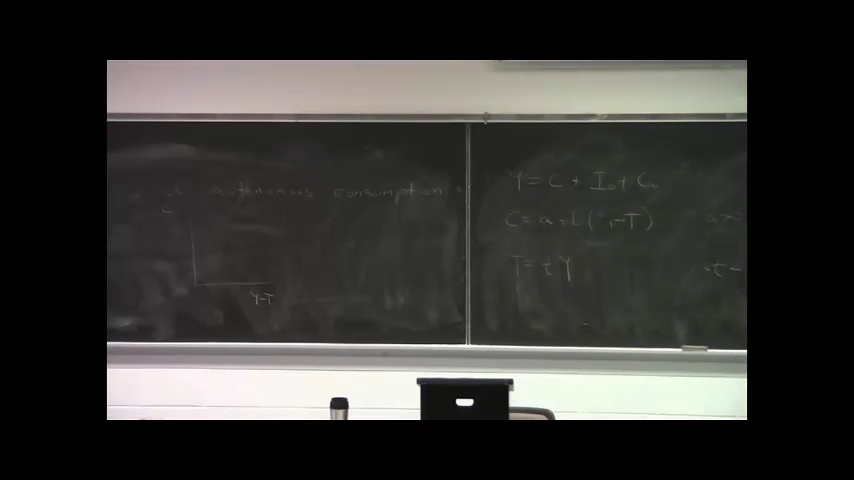 C autonomous consumption
Y-T
Y = C + I₀ + G₀
C = a + b(Y-T)
T = τY